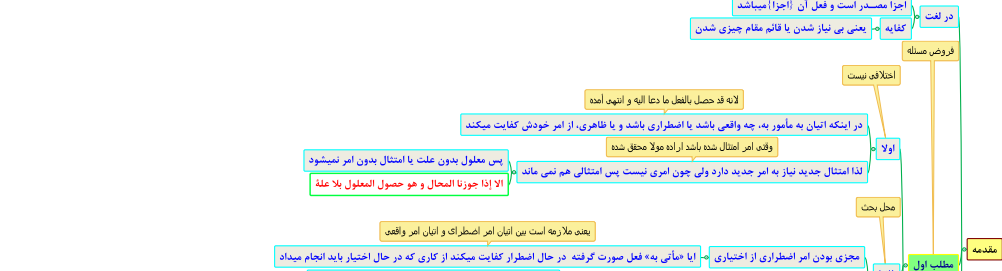 اجزا مصدر است و فعل آن {اجزا}میباشد
در لغت
کفایه
یعنی بی نیاز شدن یا قائم مقام چیزی شدن
فروض مسئله
اختلافی نیست
لانه قد حصل بالفعل ما دعا الیه و انتهی أمده
در اینکه اتیان به مأمور به، چه واقعی باشد یا اضطراری باشد و یا ظاهری، از امر خودش کفایت میکند
اولا
وقتی امر امتثال شده باشد اراده مولا محقق شده
پس معلول بدون علت یا امتثال بدون امر نمیشود
لذا امتثال جدید نیاز به امر جدید دارد ولی چون امری نیست پس امتثالی هم نمی ماند
الا إذا جوزنا المحال و هو حصول المعلول بلا علة
محل بحث
یعنی ملازمه است بین اتیان امر اضطرای و اتیان امر واقعی
مقدمه
مجزی بودن امر اضطراری از اختیاری
ایا «مأتی به» فعل صورت گرفته در حال اضطرار کفایت میکند از کاری که در حال اختیار باید انجام میداد
مطلب اول